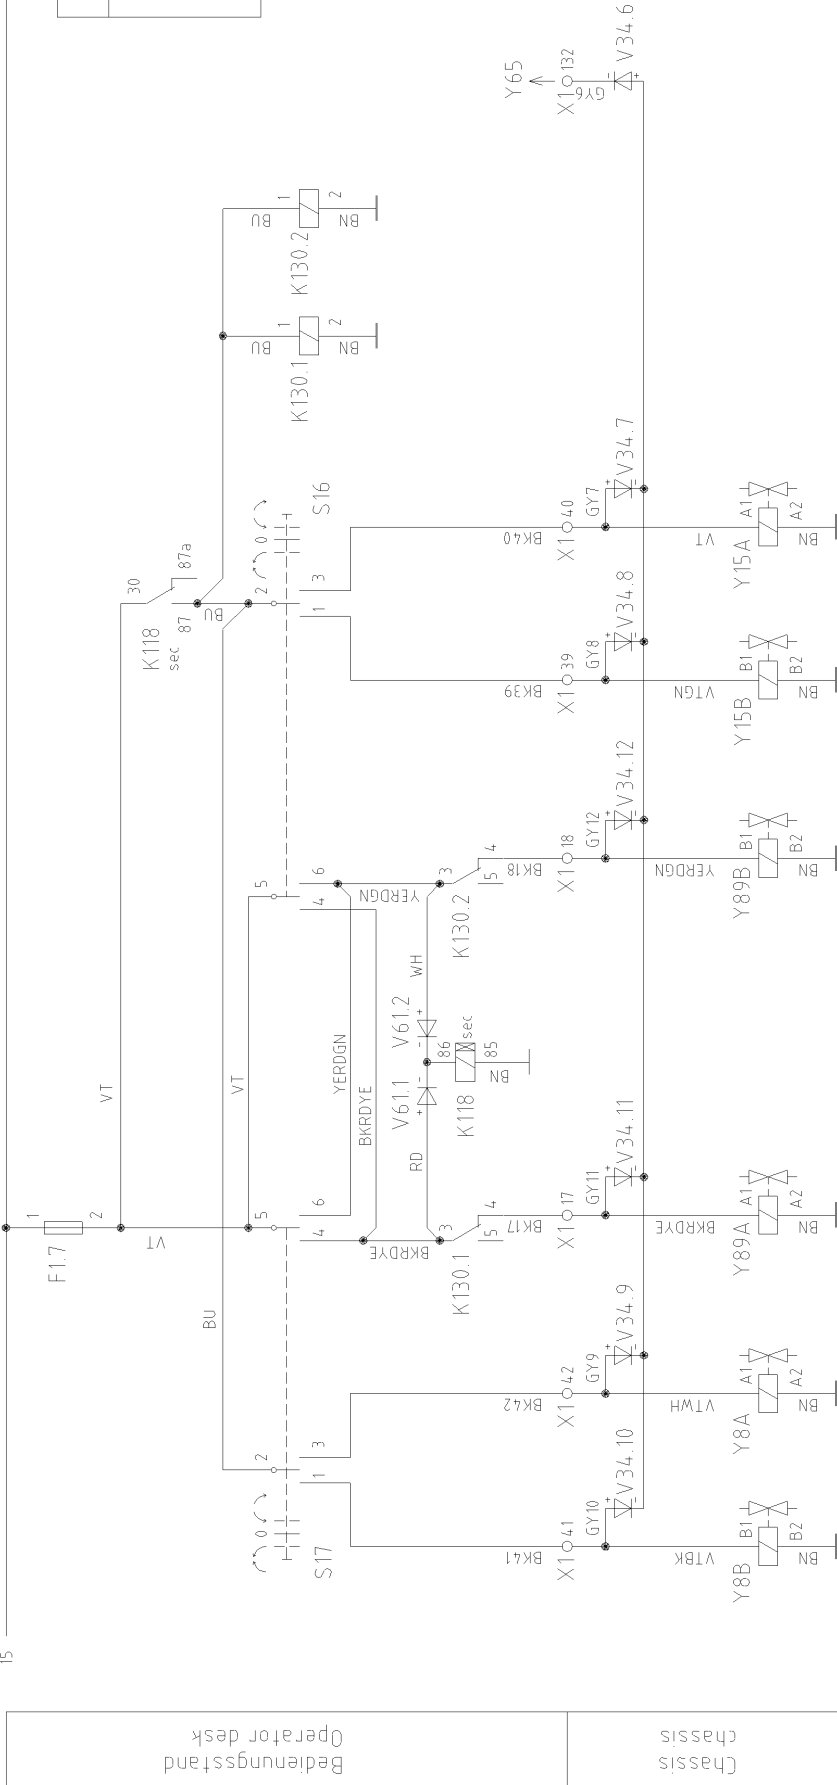 15
F1.7
1
2
VT
VT
VT
BU
K118
sec
30
87
87a
BU
BU
1
2
BN
K130.1
BU
1
2
BN
K130.2
Y65
X1
132
GY6
-
+
V34.6
0
S17
2
1
3
5
4
6
0
S16
2
1
3
5
4
6
YERDGN
BKRDYE
BKRDYE
YERDGN
RD
WH
V61.1
+
-
V61.2
+
-
86
85
sec
K118
BN
3
5
4
K130.1
3
5
4
K130.2
BK41
X1
41
GY10
+
-
V34.10
BK42
X1
42
GY9
+
-
V34.9
BK17
X1
17
GY11
+
-
V34.11
BK18
X1
18
GY12
+
-
V34.12
BK39
X1
39
GY8
+
-
V34.8
BK40
X1
40
GY7
+
-
V34.7
VTBK
Y8B
B1
B2
BN
VTWH
Y8A
A1
A2
BN
BKRDYE
Y89A
A1
A2
BN
YERDGN
Y89B
B1
B2
BN
VTGN
Y15B
B1
B2
BN
VT
Y15A
A1
A2
BN
Bedienungsstand
Operator desk
Chassis
chassis